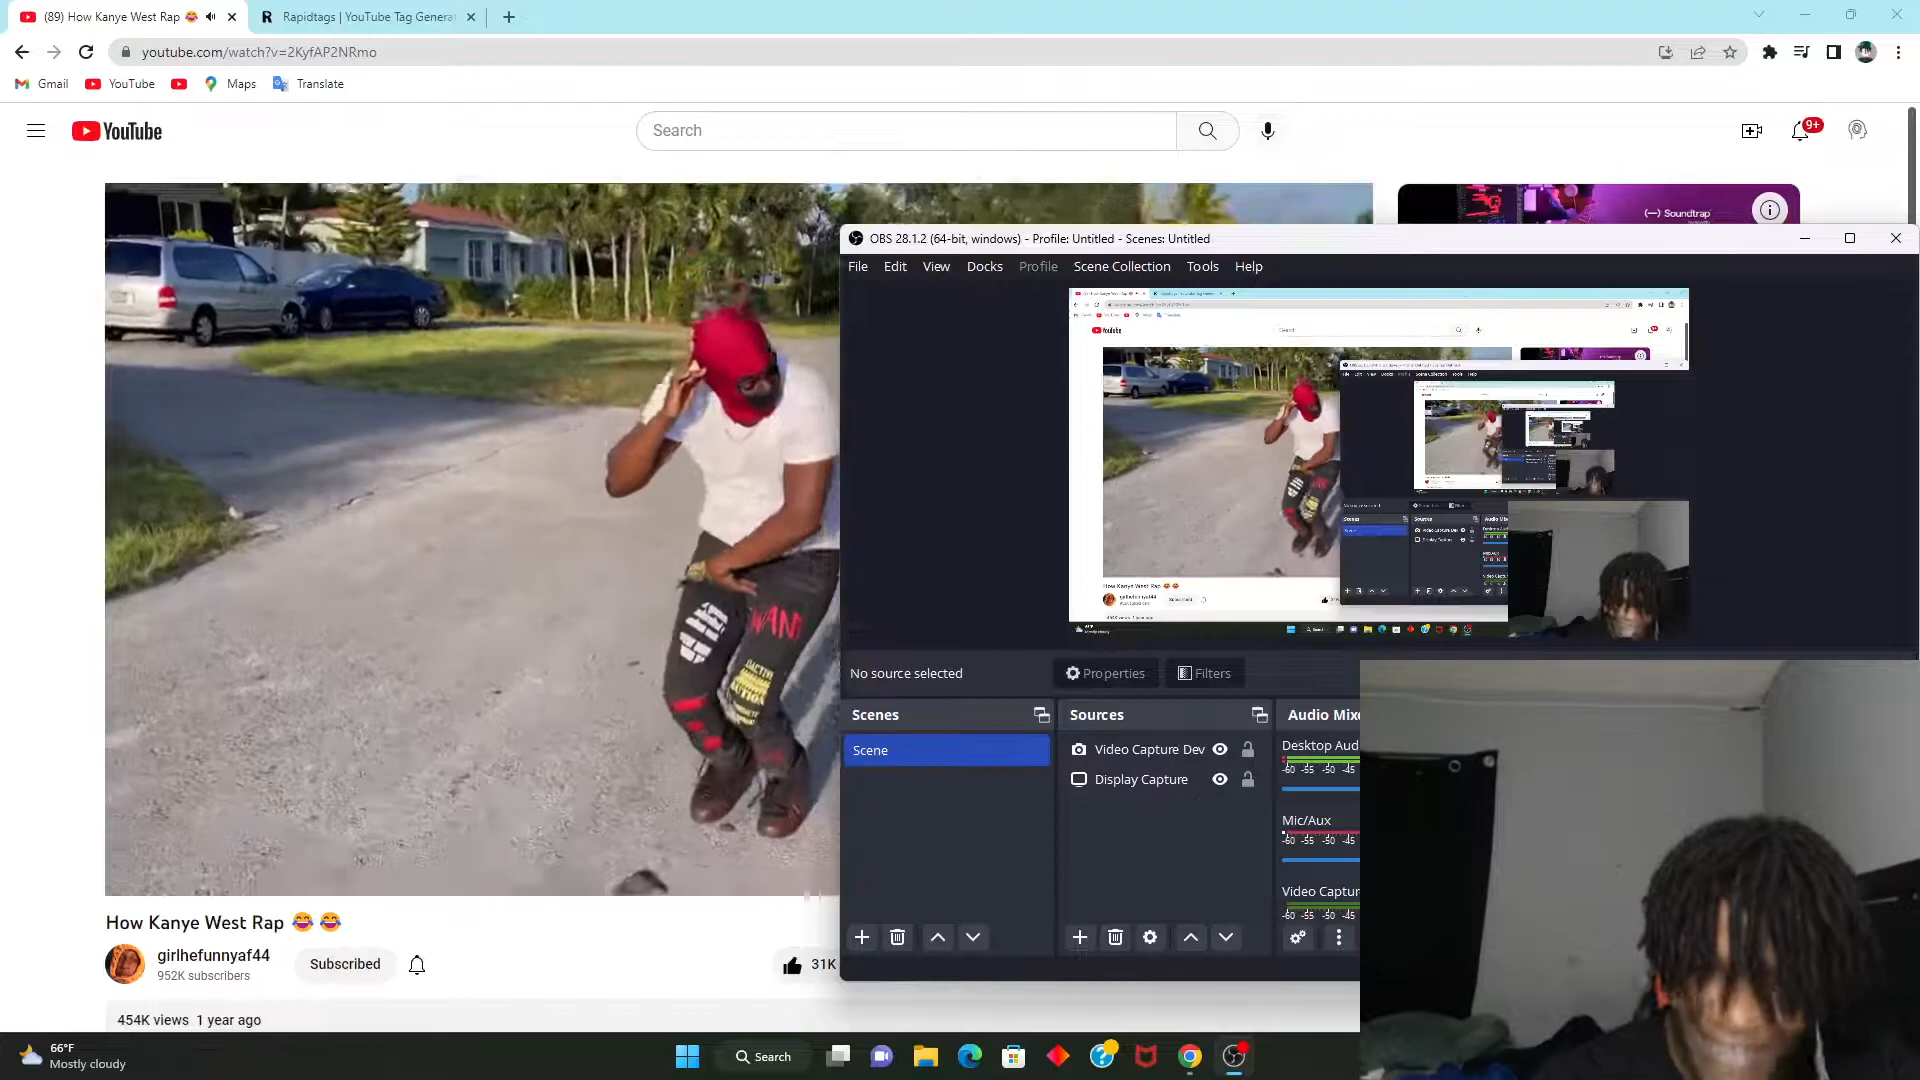 (89) How Kanye West Rap 😂
Rapidtags | YouTube Tag Generat
youtube.com/watch?v=2KyfAP2NRmo
Gmail
YouTube
Maps
Translate
YouTube
Search
9+
Soundtrap
OBS 28.1.2 (64-bit, windows) - Profile: Untitled - Scenes: Untitled
File Edit View Docks Profile Scene Collection Tools Help
No source selected
Properties
Filters
Scenes
Sources
Audio Mixe
Scene
Video Capture Dev
Display Capture
Desktop Aud
-60 -55 -50 -45
Mic/Aux
-60 -55 -50 -45
Video Captur
-60 -55 -50 -45
How Kanye West Rap 😂 😂
girlhefunnyaf44
952K subscribers
Subscribed
31K
454K views 1 year ago
66°F
Mostly cloudy
Search